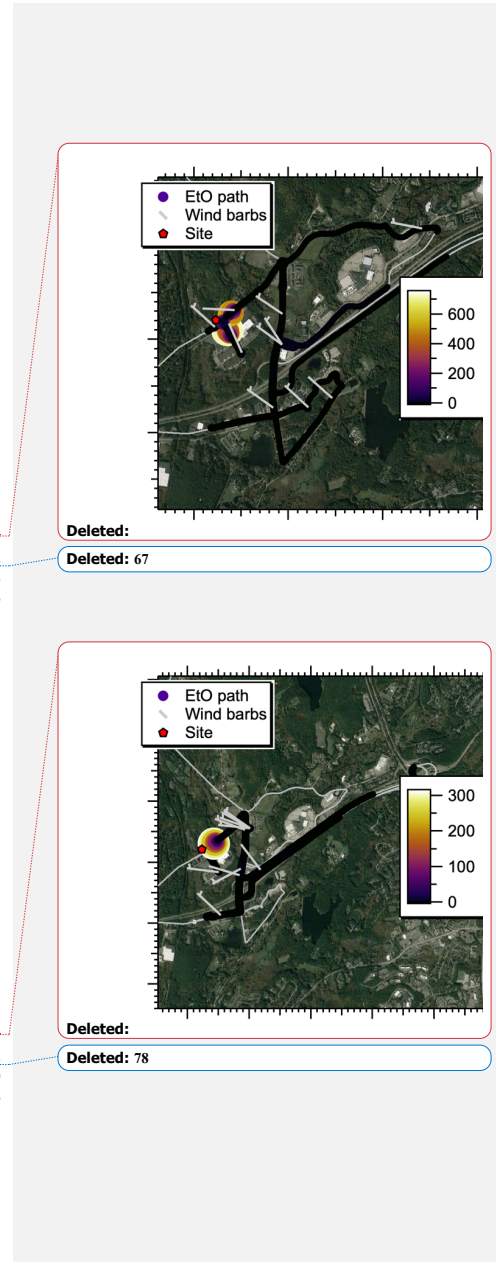 EtO path
Wind barbs
Site
600
400
200
0
Deleted:
Deleted: 67
EtO path
Wind barbs
Site
300
200
100
0
Deleted:
Deleted: 78